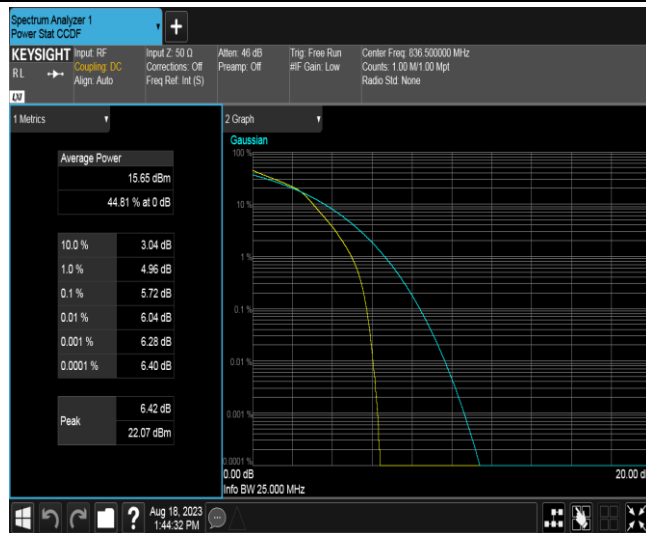 Spectrum Analyzer 1
Power Stat CCDF
+
KEYSIGHT
RL
Input: RF
Coupling: DC
Align: Auto
Input Z: 50 Ω
Corrections: Off
Freq Ref: Int (S)
Atten: 46 dB
Preamp: Off
Trig: Free Run
#IF Gain: Low
Center Freq: 836.500000 MHz
Counts: 1.00 M/1.00 Mpt
Radio Std: None
1 Metrics
Average Power
15.65 dBm
44.81 % at 0 dB
10.0 % 3.04 dB
1.0 % 4.96 dB
0.1 % 5.72 dB
0.01 % 6.04 dB
0.001 % 6.28 dB
0.0001 % 6.40 dB
Peak
6.42 dB
22.07 dBm
2 Graph
Gaussian
100 %
10 %
1 %
0.1 %
0.01 %
0.001 %
0.0001 %
0.00 dB
20.00 d
Info BW 25.000 MHz
?
Aug 18, 2023
1:44:32 PM